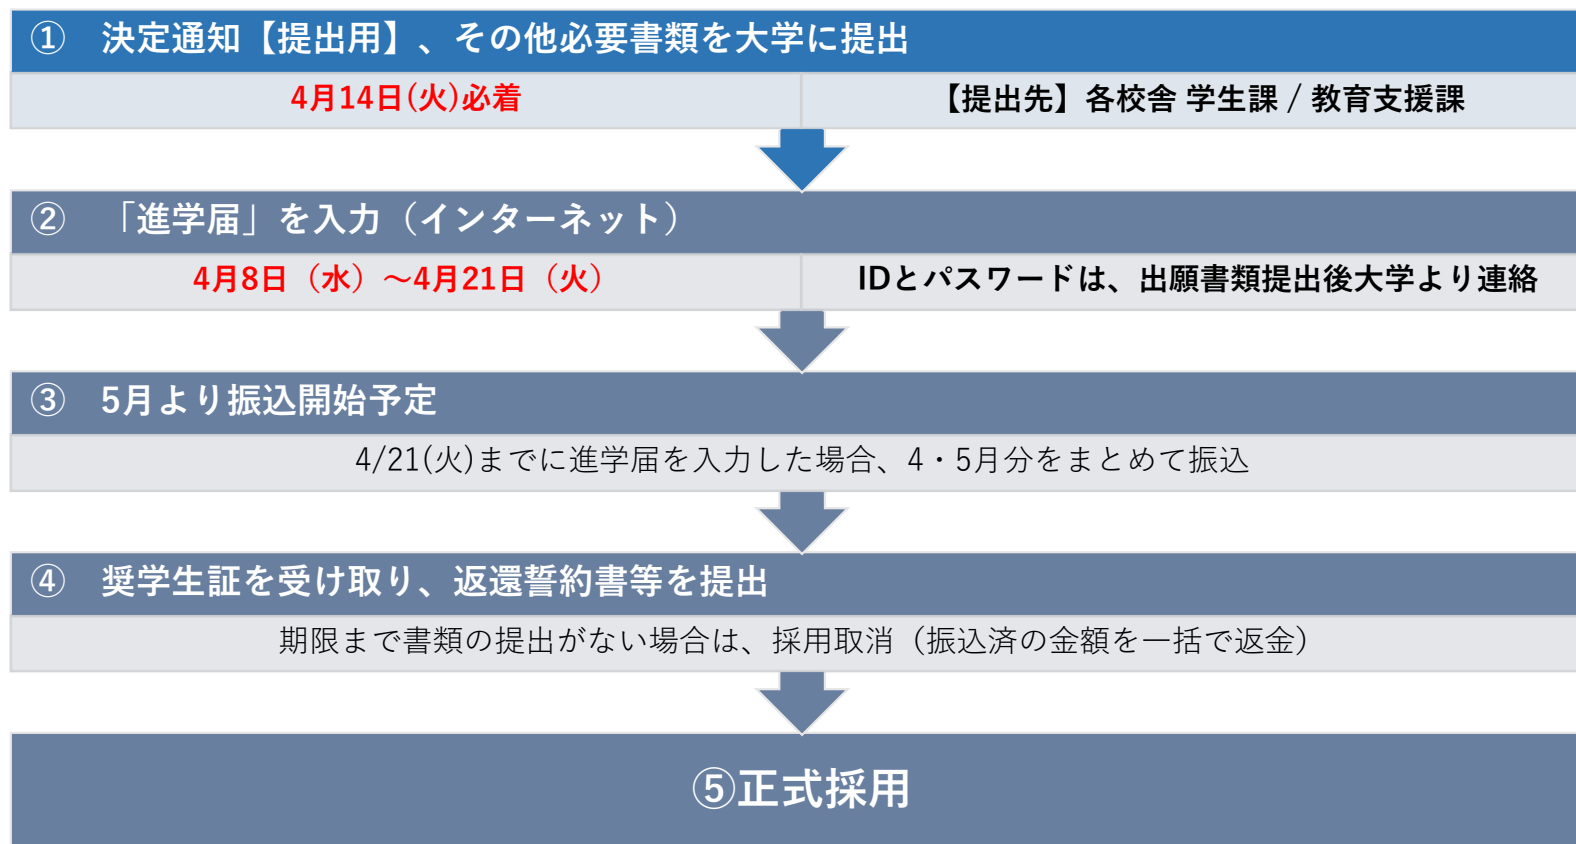 ① 決定通知【提出用】、その他必要書類を大学に提出
4月14日(火)必着
【提出先】各校舎 学生課 / 教育支援課
② 「進学届」を入力（インターネット）
4月8日（水）～4月21日（火）
IDとパスワードは、出願書類提出後大学より連絡
③ 5月より振込開始予定
4/21(火)までに進学届を入力した場合、4・5月分をまとめて振込
④ 奨学生証を受け取り、返還誓約書等を提出
期限まで書類の提出がない場合は、採用取消（振込済の金額を一括で返金）
⑤正式採用